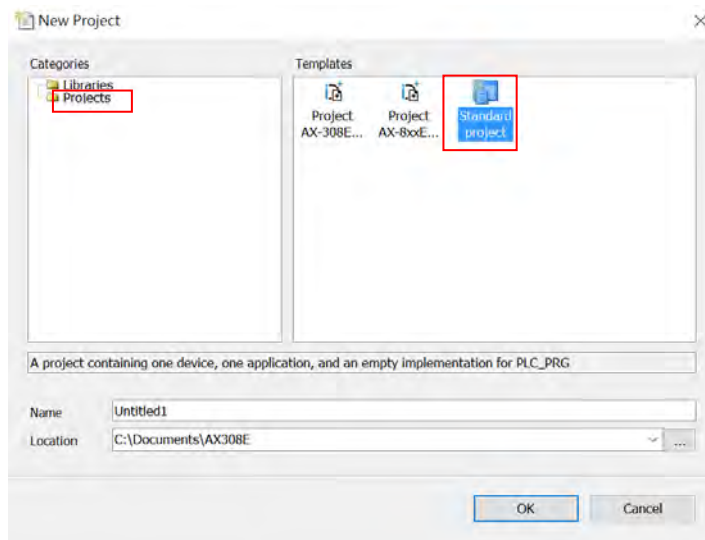 New Project
Categories
Templates
Libraries
Projects
Project
AX-308E...
Project
AX-8xxE...
Standard
project
A project containing one device, one application, and an empty implementation for PLC_PRG
Name
Untitled1
Location
C:\Documents\AX308E
...
OK
Cancel